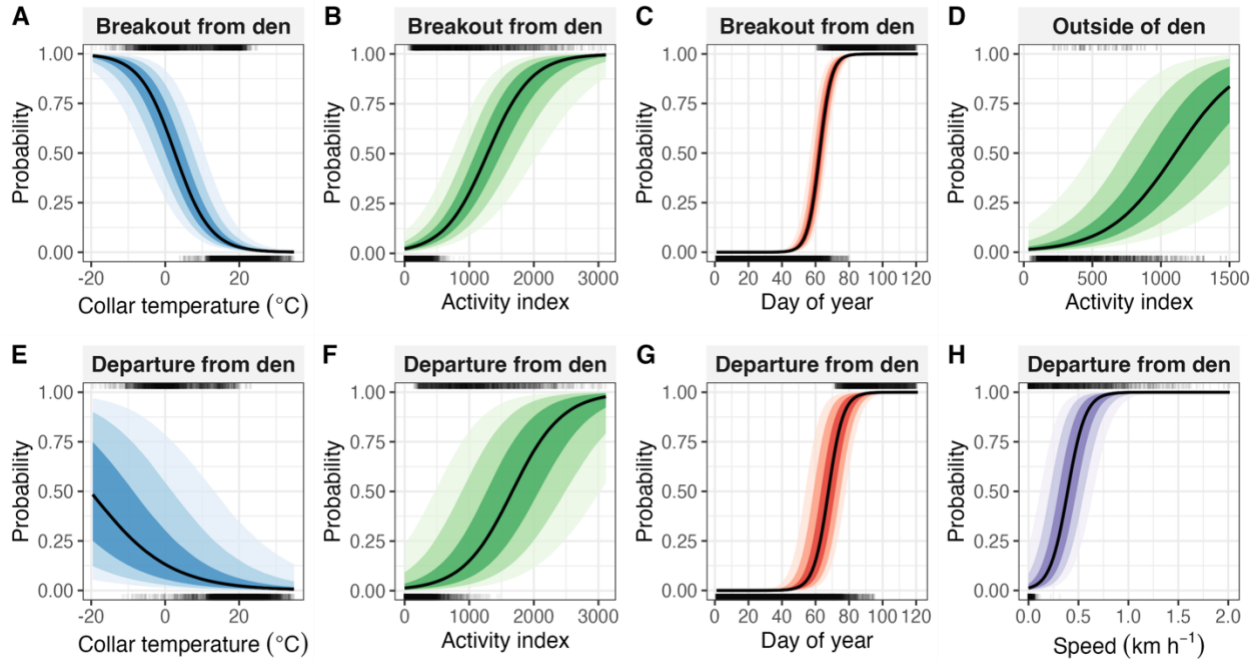 A Breakout from den
B Breakout from den
C Breakout from den
D Outside of den
Probability
1.00
0.75
0.50
0.25
0.00
-20 0 20
Collar temperature (°C)
Probability
1.00
0.75
0.50
0.25
0.00
0 1000 2000 3000
Activity index
Probability
1.00
0.75
0.50
0.25
0.00
0 20 40 60 80 100 120
Day of year
Probability
1.00
0.75
0.50
0.25
0.00
0 500 1000 1500
Activity index
E Departure from den
F Departure from den
G Departure from den
H Departure from den
Probability
1.00
0.75
0.50
0.25
0.00
-20 0 20
Collar temperature (°C)
Probability
1.00
0.75
0.50
0.25
0.00
0 1000 2000 3000
Activity index
Probability
1.00
0.75
0.50
0.25
0.00
0 20 40 60 80 100 120
Day of year
Probability
1.00
0.75
0.50
0.25
0.00
0.0 0.5 1.0 1.5 2.0
Speed (km h⁻¹)